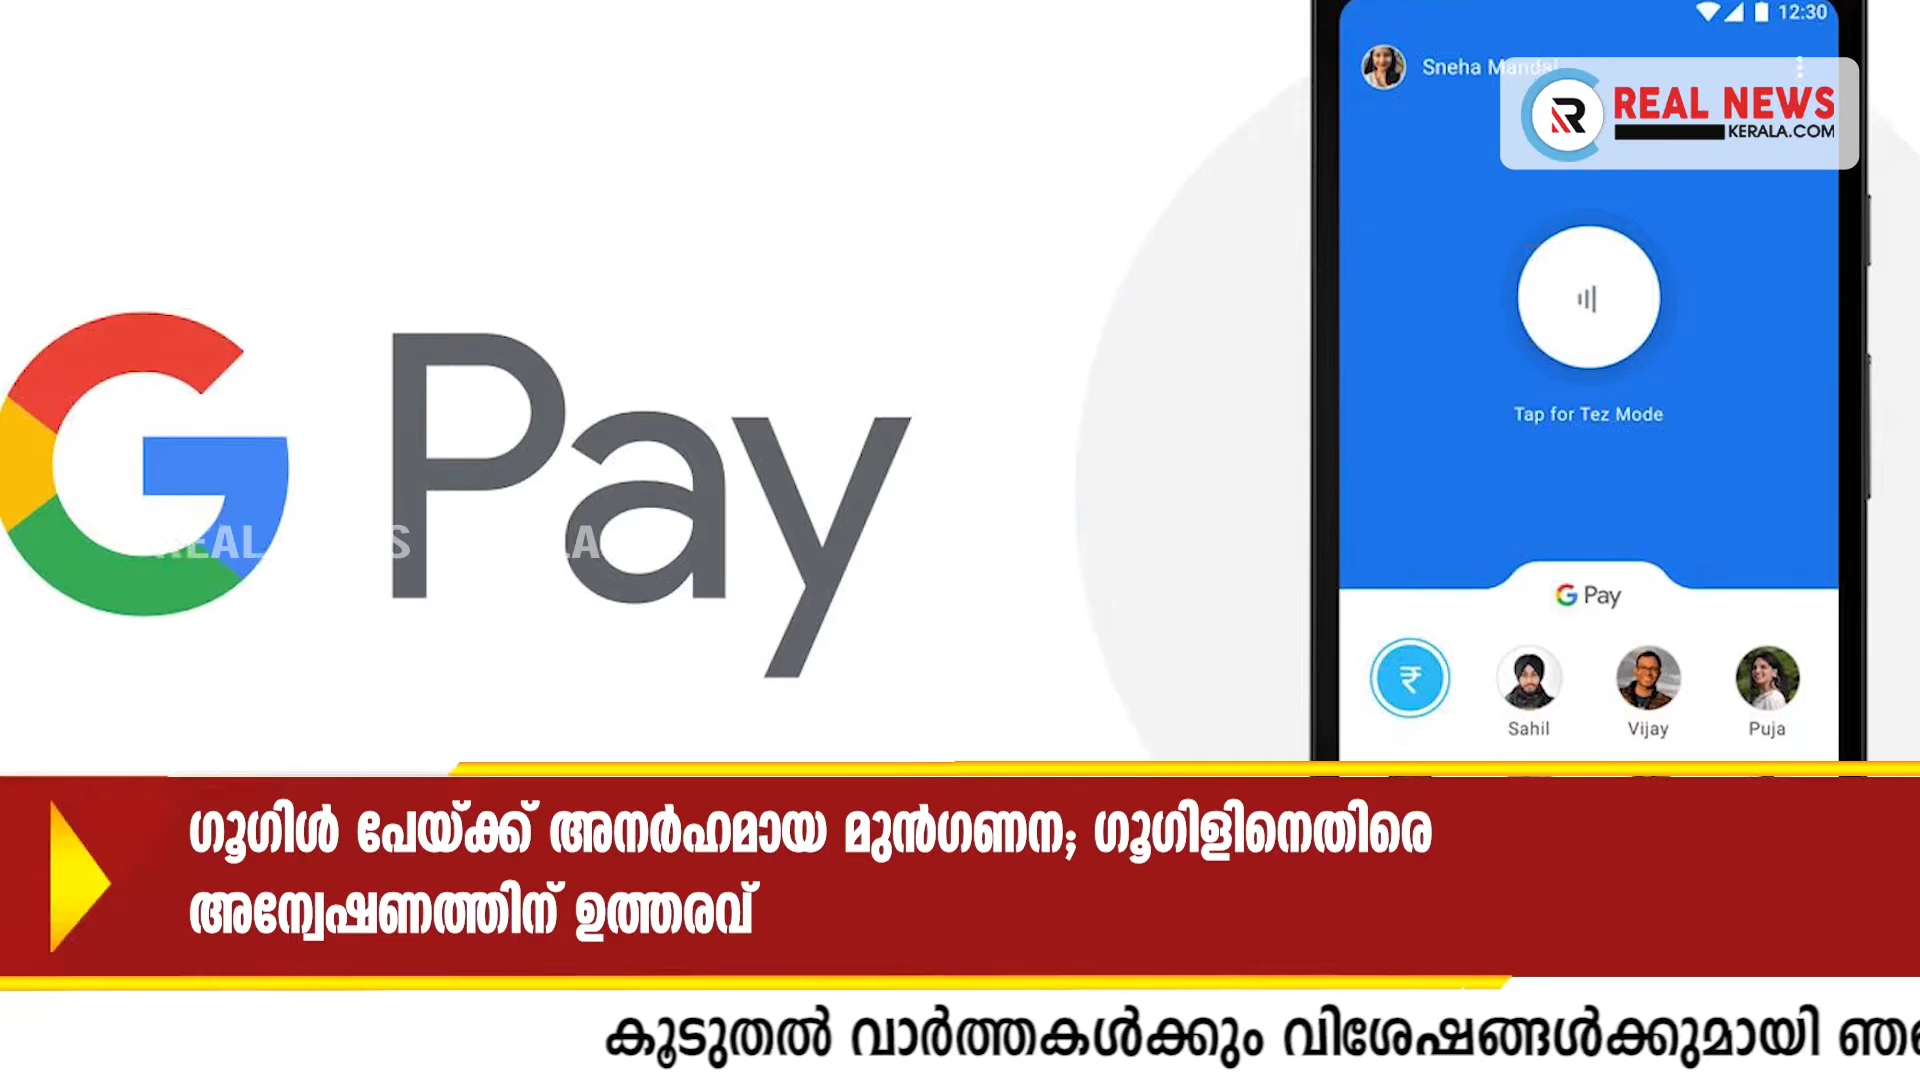 12:30
Sneha Mandal
REAL NEWS
KERALA.COM
G Pay
Tap for Tez Mode
G Pay
Sahil Vijay Puja
ഗൂഗിൾ പേയ്ക്ക് അനർഹമായ മുൻഗണന; ഗൂഗിളിനെതിരെ
അന്വേഷണത്തിന് ഉത്തരവ്
കൂടുതൽ വാർത്തകൾക്കും വിശേഷങ്ങൾക്കുമായി